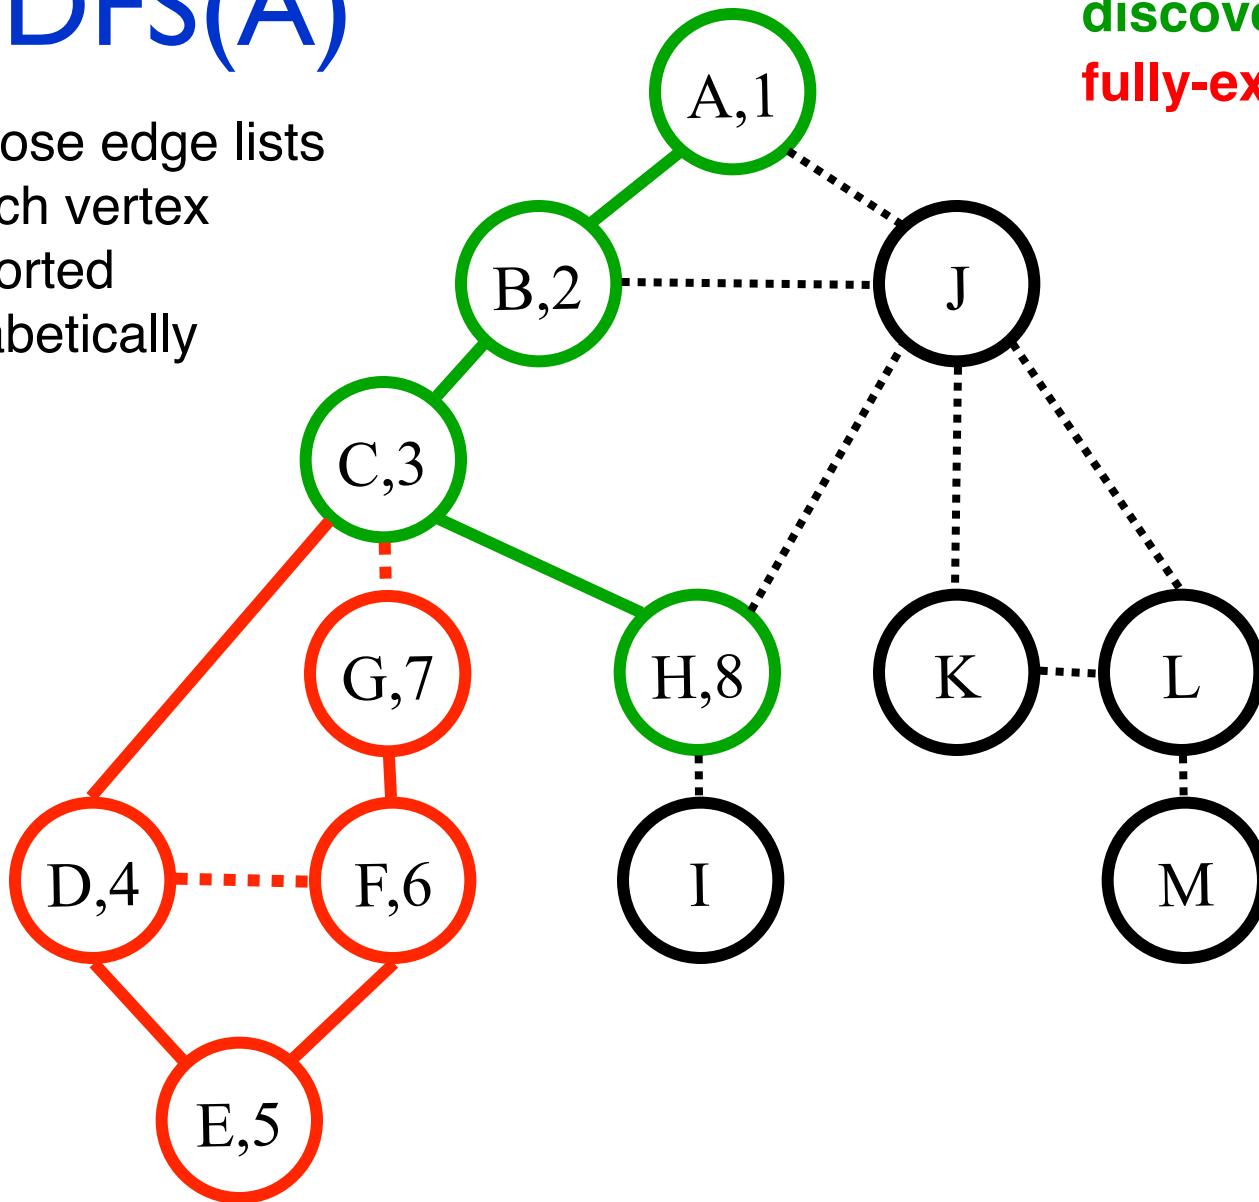 DFS(A)
discove
fully-ex
ose edge lists
ch vertex
orted
abetically
A,1
B,2
J
C,3
G,7
H,8
K
L
D,4
F,6
I
M
E,5